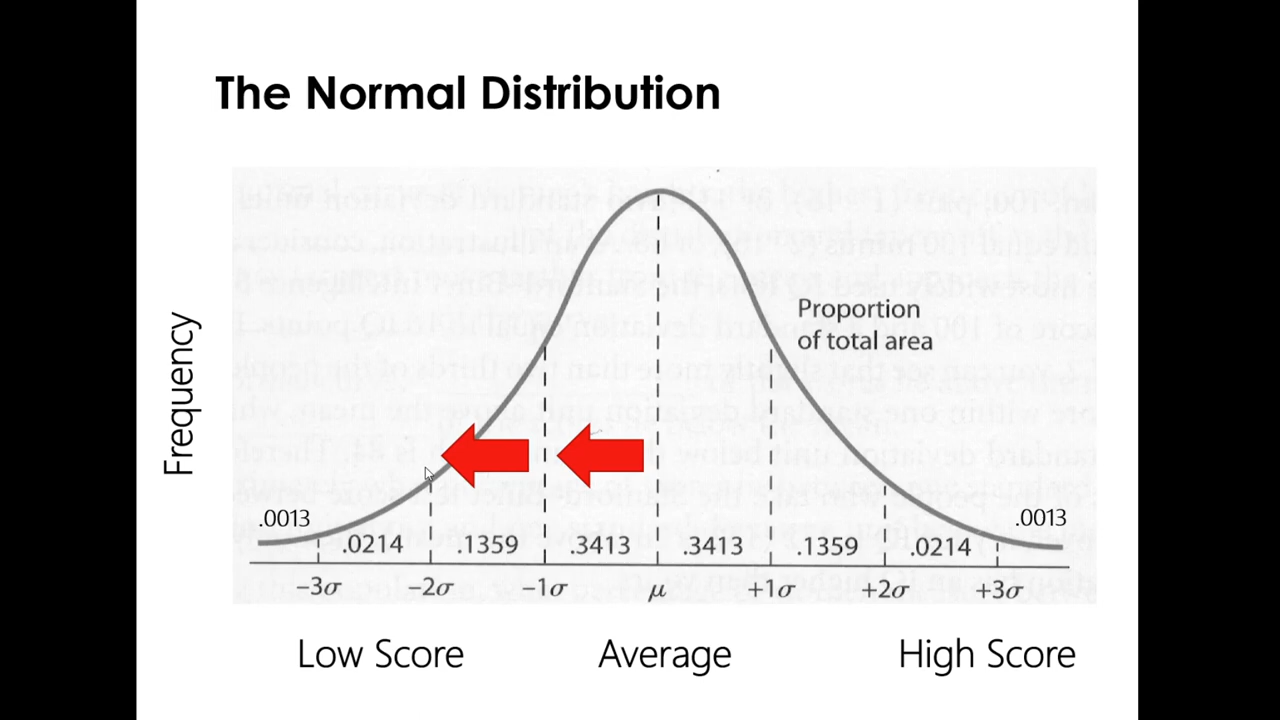 The Normal Distribution
Proportion
of total area
Frequency
.0013
.0013
.0214 .1359 .3413 .3413 .1359 .0214
−3σ −2σ −1σ μ +1σ +2σ +3σ
Low Score Average High Score